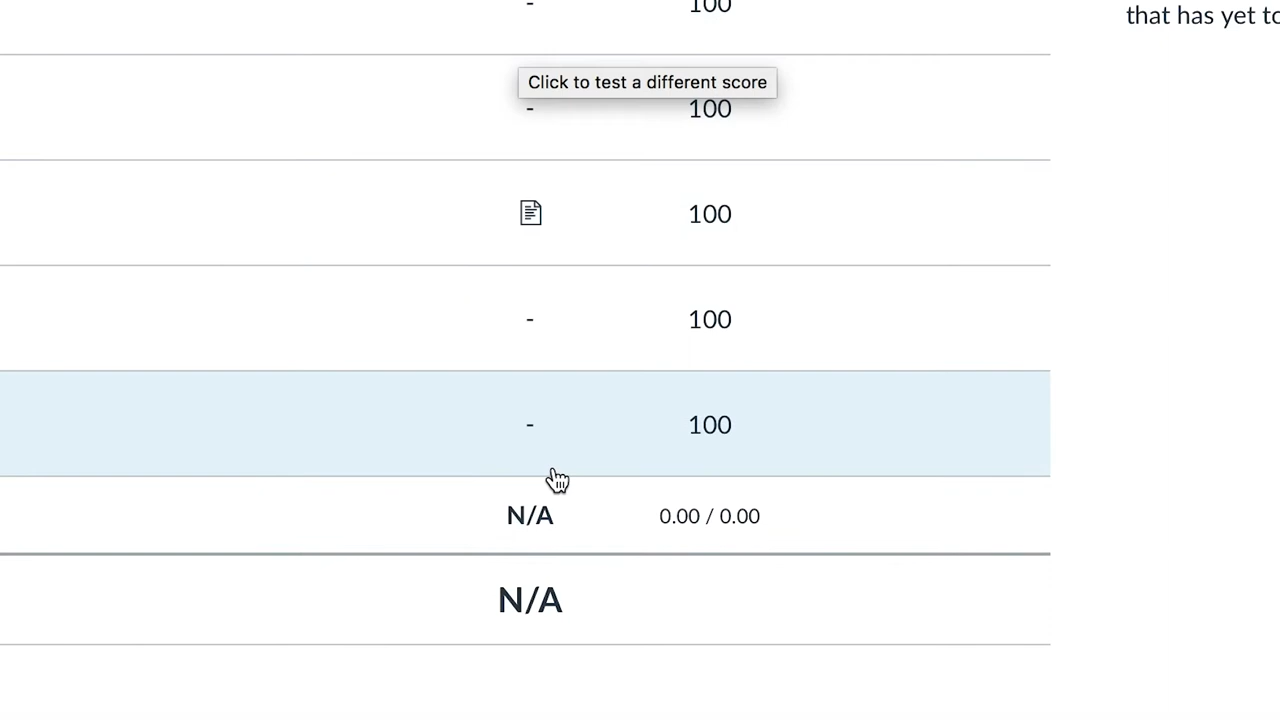 - 100
that has yet to
Click to test a different score
- 100
100
- 100
- 100
N/A 0.00 / 0.00
N/A